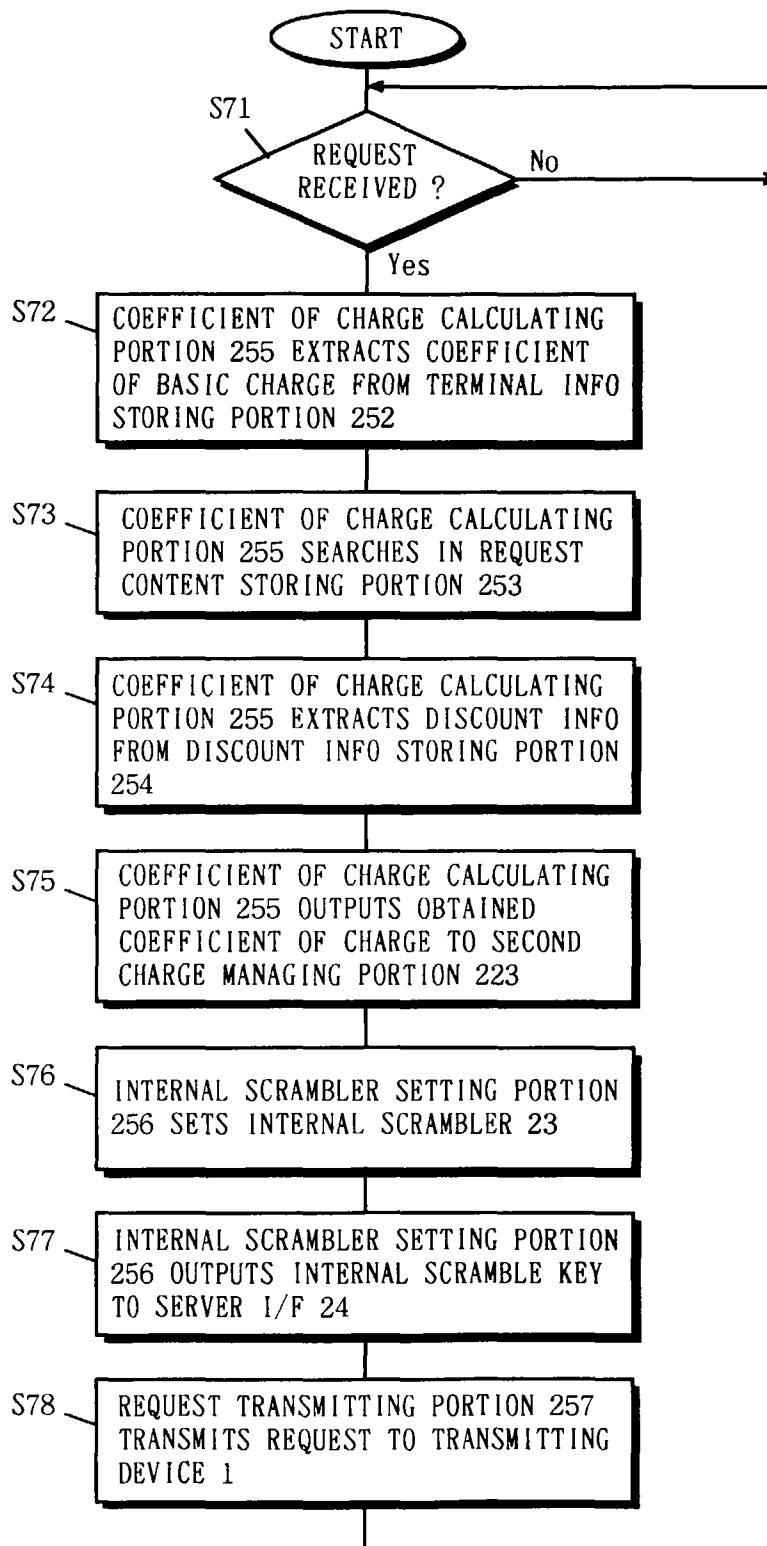 START
S71
REQUEST
RECEIVED ?
No
Yes
S72
COEFFICIENT OF CHARGE CALCULATING
PORTION 255 EXTRACTS COEFFICIENT
OF BASIC CHARGE FROM TERMINAL INFO
STORING PORTION 252
S73
COEFFICIENT OF CHARGE CALCULATING
PORTION 255 SEARCHES IN REQUEST
CONTENT STORING PORTION 253
S74
COEFFICIENT OF CHARGE CALCULATING
PORTION 255 EXTRACTS DISCOUNT INFO
FROM DISCOUNT INFO STORING PORTION
254
S75
COEFFICIENT OF CHARGE CALCULATING
PORTION 255 OUTPUTS OBTAINED
COEFFICIENT OF CHARGE TO SECOND
CHARGE MANAGING PORTION 223
S76
INTERNAL SCRAMBLER SETTING PORTION
256 SETS INTERNAL SCRAMBLER 23
S77
INTERNAL SCRAMBLER SETTING PORTION
256 OUTPUTS INTERNAL SCRAMBLE KEY
TO SERVER I/F 24
S78
REQUEST TRANSMITTING PORTION 257
TRANSMITS REQUEST TO TRANSMITTING
DEVICE 1